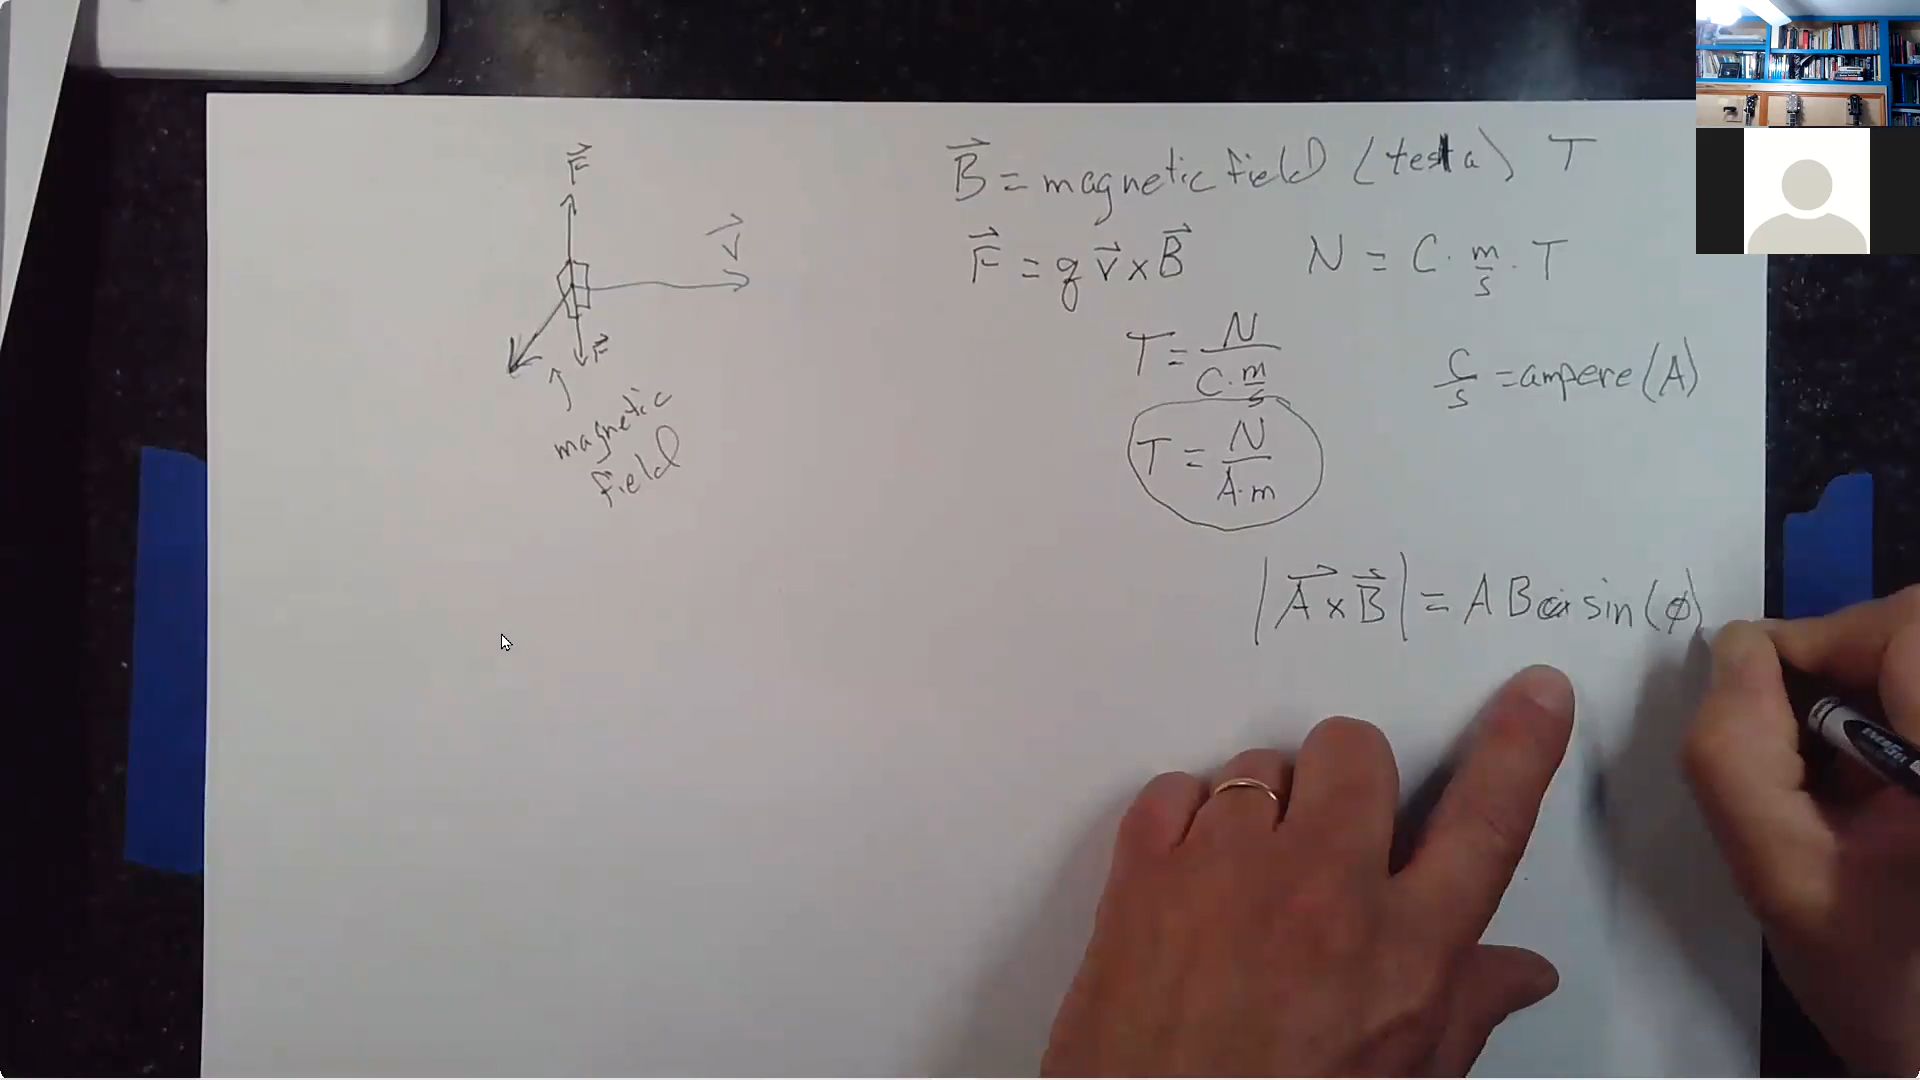 F⃗
v⃗
F⃗
magnetic
field
B⃗ = magnetic field (tesla) T
F⃗ = q v⃗ × B⃗
N = C · m/s · T
T = N/(C · m/s)
C/s = ampere (A)
T = N/(A·m)
|A⃗ × B⃗| = A B sin(φ)